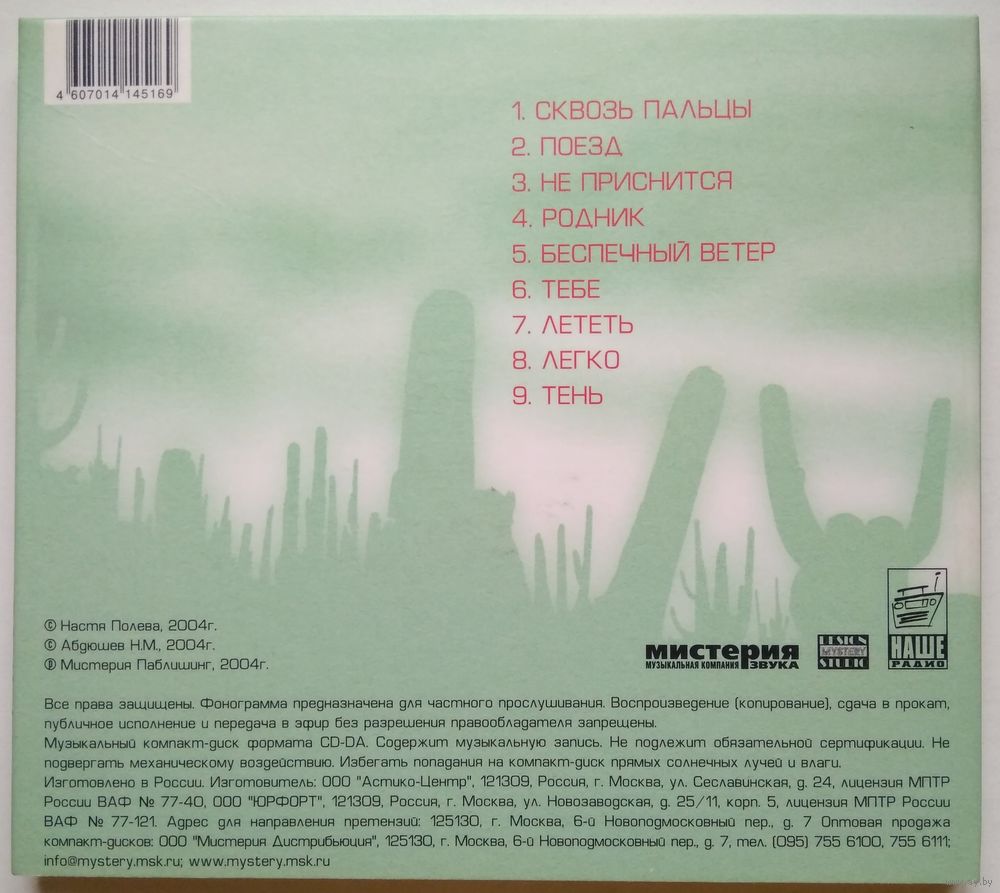 4 607014 145169
1. СКВОЗЬ ПАЛЬЦЫ
2. ПОЕЗД
3. НЕ ПРИСНИТСЯ
4. РОДНИК
5. БЕСПЕЧНЫЙ ВЕТЕР
6. ТЕБЕ
7. ЛЕТЕТЬ
8. ЛЕГКО
9. ТЕНЬ
© Настя Полева, 2004г.
© Абдюшев Н.М., 2004г.
℗ Мистерия Паблишинг, 2004г.
мистерия
МУЗЫКАЛЬНАЯ КОМПАНИЯ ЗВУКА
DESIGN
MYSTERY
STUDIO
НАШЕ
РАДИО
Все права защищены. Фонограмма предназначена для частного прослушивания. Воспроизведение (копирование), сдача в прокат,
публичное исполнение и передача в эфир без разрешения правообладателя запрещены.
Музыкальный компакт-диск формата CD-DA. Содержит музыкальную запись. Не подлежит обязательной сертификации. Не
подвергать механическому воздействию. Избегать попадания на компакт-диск прямых солнечных лучей и влаги.
Изготовлено в России. Изготовитель: ООО "Астико-Центр", 121309, Россия, г. Москва, ул. Сеславинская, д. 24, лицензия МПТР
России ВАФ № 77-40, ООО "ЮРФОРТ", 121309, Россия, г. Москва, ул. Новозаводская, д. 25/11, корп. 5, лицензия МПТР России
ВАФ № 77-121. Адрес для направления претензий: 125130, г. Москва, 6-й Новоподмосковный пер., д. 7 Оптовая продажа
компакт-дисков: ООО "Мистерия Дистрибьюция", 125130, г. Москва, 6-й Новоподмосковный пер., д. 7, тел. (095) 755 6100, 755 6111;
info@mystery.msk.ru; www.mystery.msk.ru